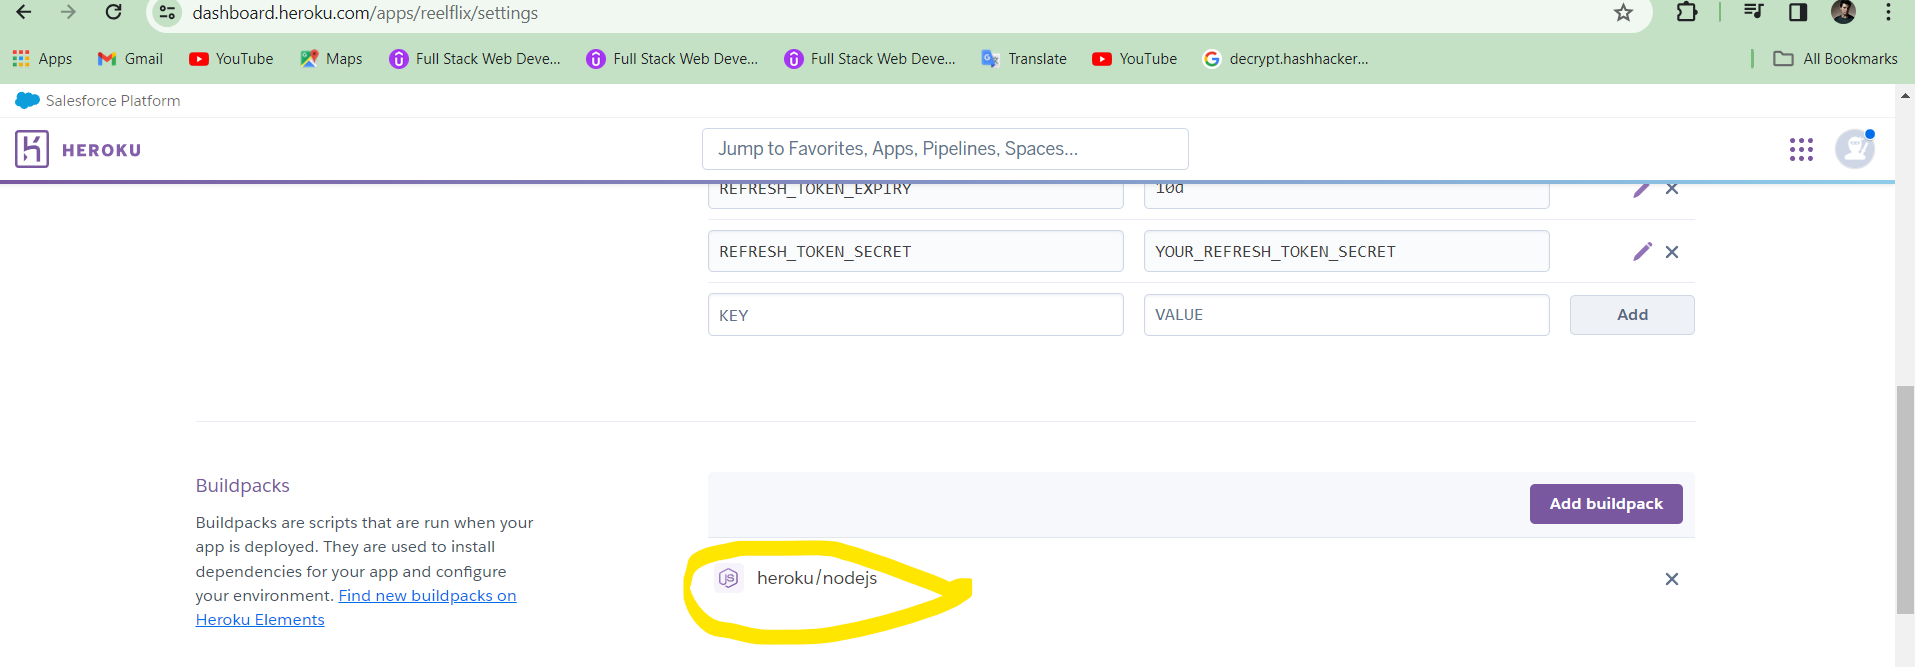 dashboard.heroku.com/apps/reelflix/settings
Apps Gmail YouTube Maps Full Stack Web Deve... Full Stack Web Deve... Full Stack Web Deve... Translate YouTube decrypt.hashhacker... All Bookmarks
Salesforce Platform
HEROKU Jump to Favorites, Apps, Pipelines, Spaces...
REFRESH_TOKEN_EXPIRY 10d
REFRESH_TOKEN_SECRET YOUR_REFRESH_TOKEN_SECRET
KEY VALUE Add
Buildpacks
Add buildpack
Buildpacks are scripts that are run when your
app is deployed. They are used to install
dependencies for your app and configure
your environment. Find new buildpacks on
Heroku Elements
JS heroku/nodejs